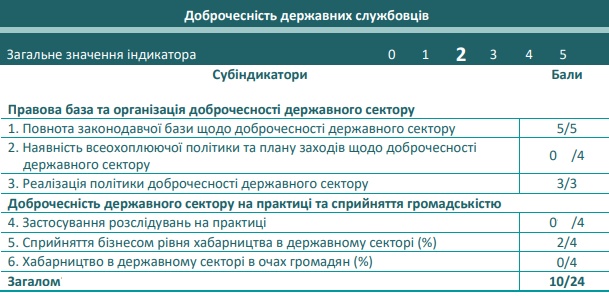 Доброчесність державних службовців
Загальне значення індикатора 0 1 2 3 4 5
Субіндикатори Бали
Правова база та організація доброчесності державного сектору
1. Повнота законодавчої бази щодо доброчесності державного сектору 5/5
2. Наявність всеохоплюючої політики та плану заходів щодо доброчесності
державного сектору 0 /4
3. Реалізація політики доброчесності державного сектору 3/3
Доброчесність державного сектору на практиці та сприйняття громадськістю
4. Застосування розслідувань на практиці 0 /4
5. Сприйняття бізнесом рівня хабарництва в державному секторі (%) 2/4
6. Хабарництво в державному секторі в очах громадян (%) 0/4
Загалом 10/24